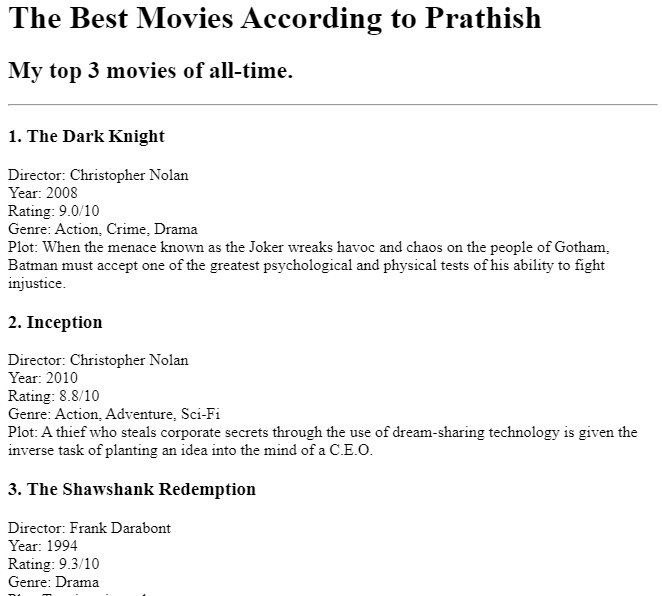 The Best Movies According to Prathish
My top 3 movies of all-time.
1. The Dark Knight
Director: Christopher Nolan
Year: 2008
Rating: 9.0/10
Genre: Action, Crime, Drama
Plot: When the menace known as the Joker wreaks havoc and chaos on the people of Gotham,
Batman must accept one of the greatest psychological and physical tests of his ability to fight
injustice.
2. Inception
Director: Christopher Nolan
Year: 2010
Rating: 8.8/10
Genre: Action, Adventure, Sci-Fi
Plot: A thief who steals corporate secrets through the use of dream-sharing technology is given the
inverse task of planting an idea into the mind of a C.E.O.
3. The Shawshank Redemption
Director: Frank Darabont
Year: 1994
Rating: 9.3/10
Genre: Drama